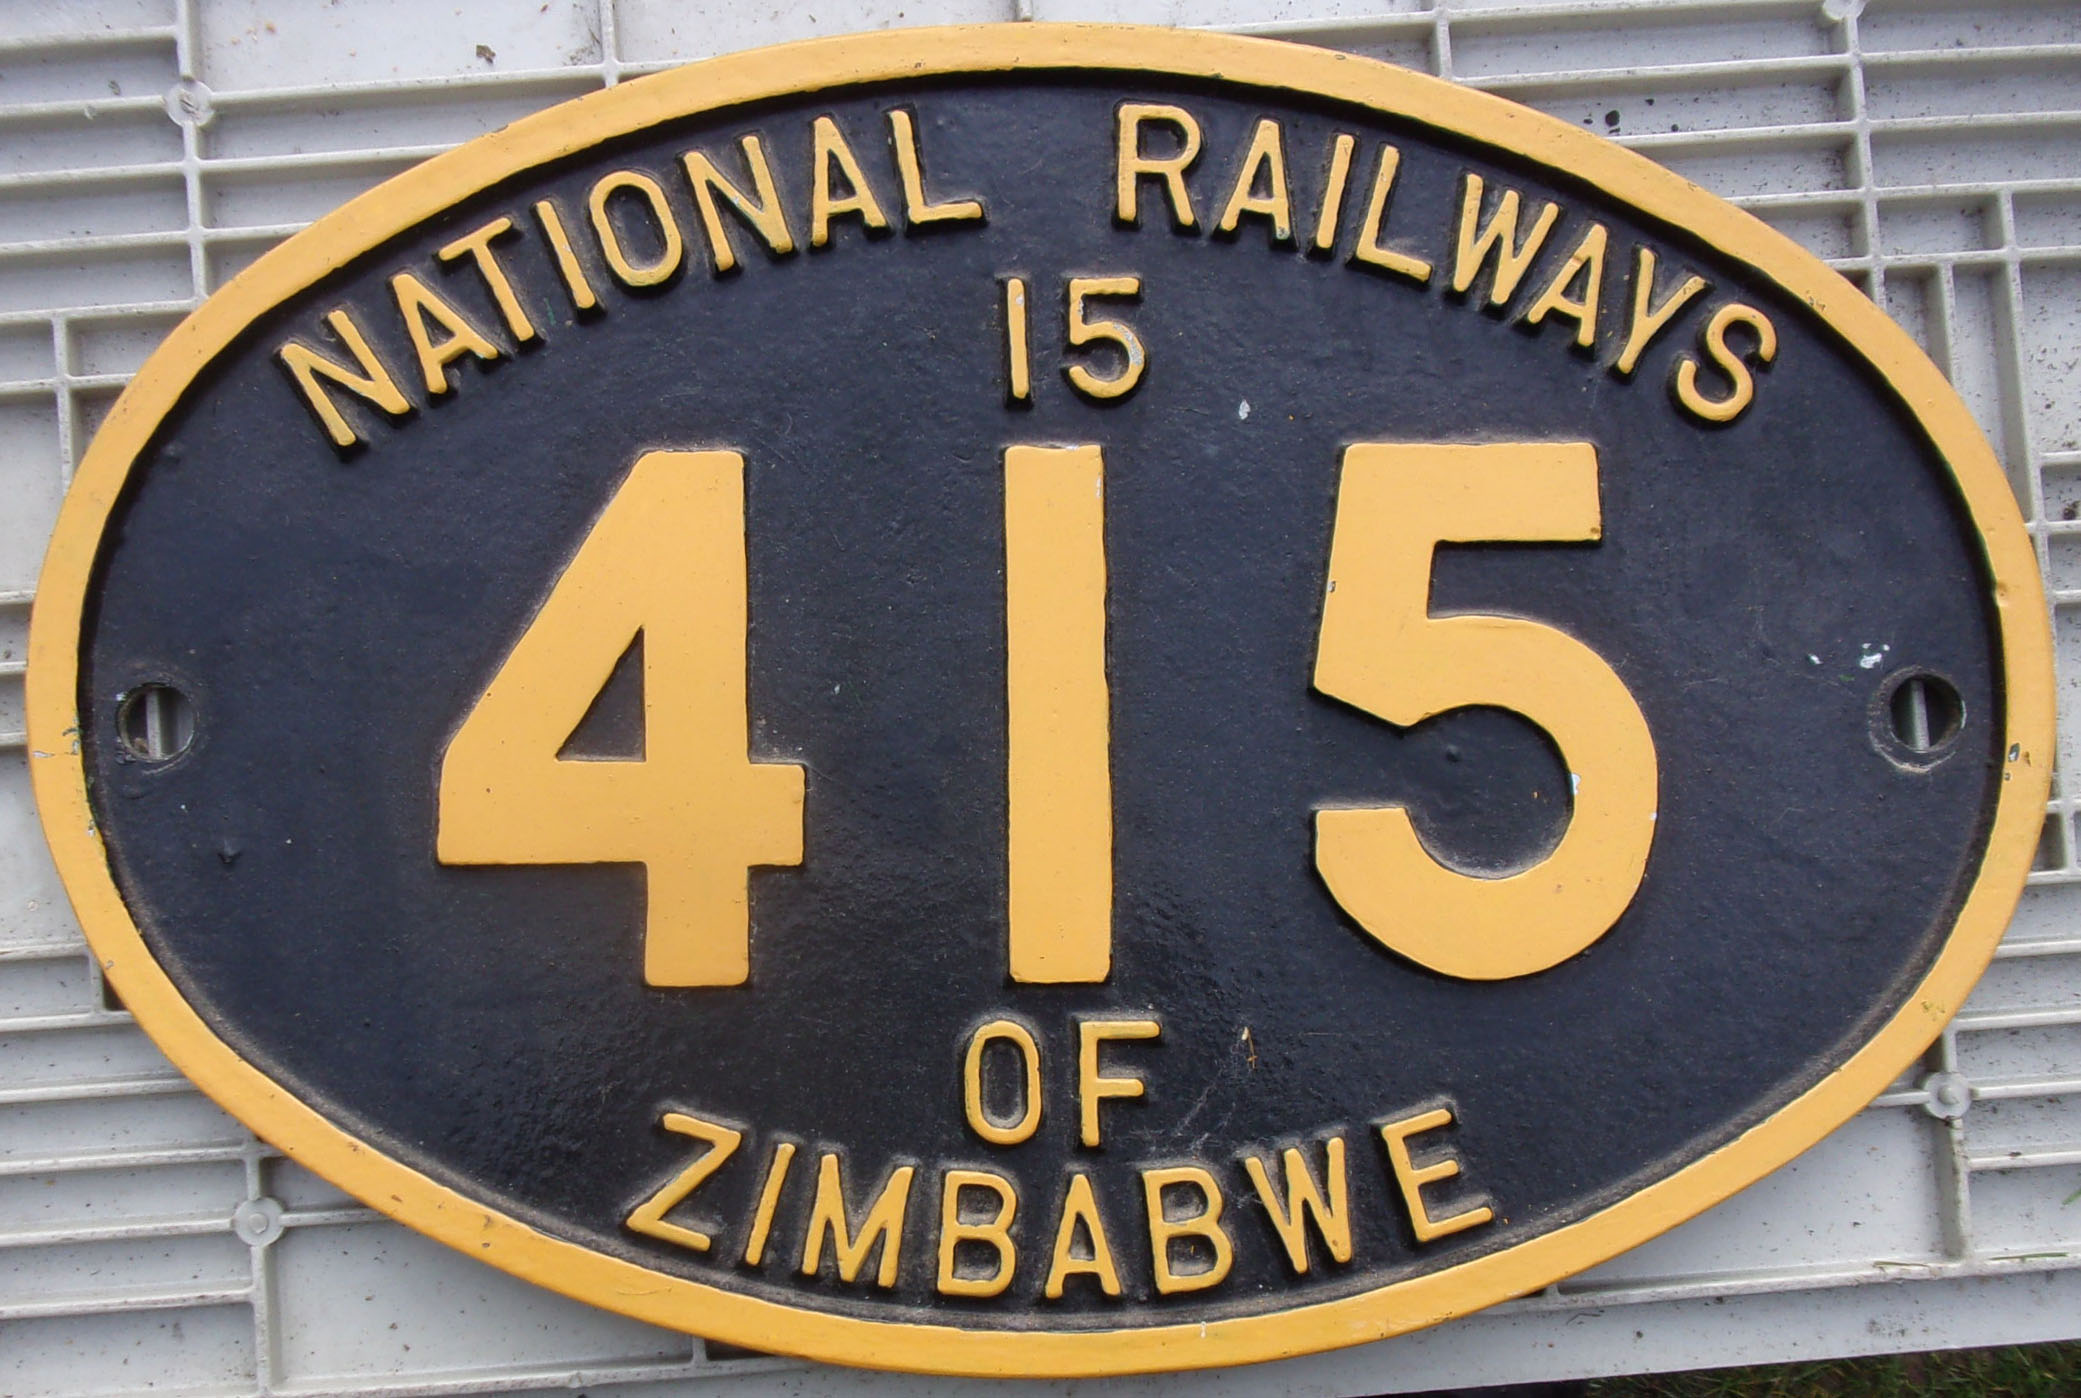 NATIONAL RAILWAYS
15
415
OF
ZIMBABWE